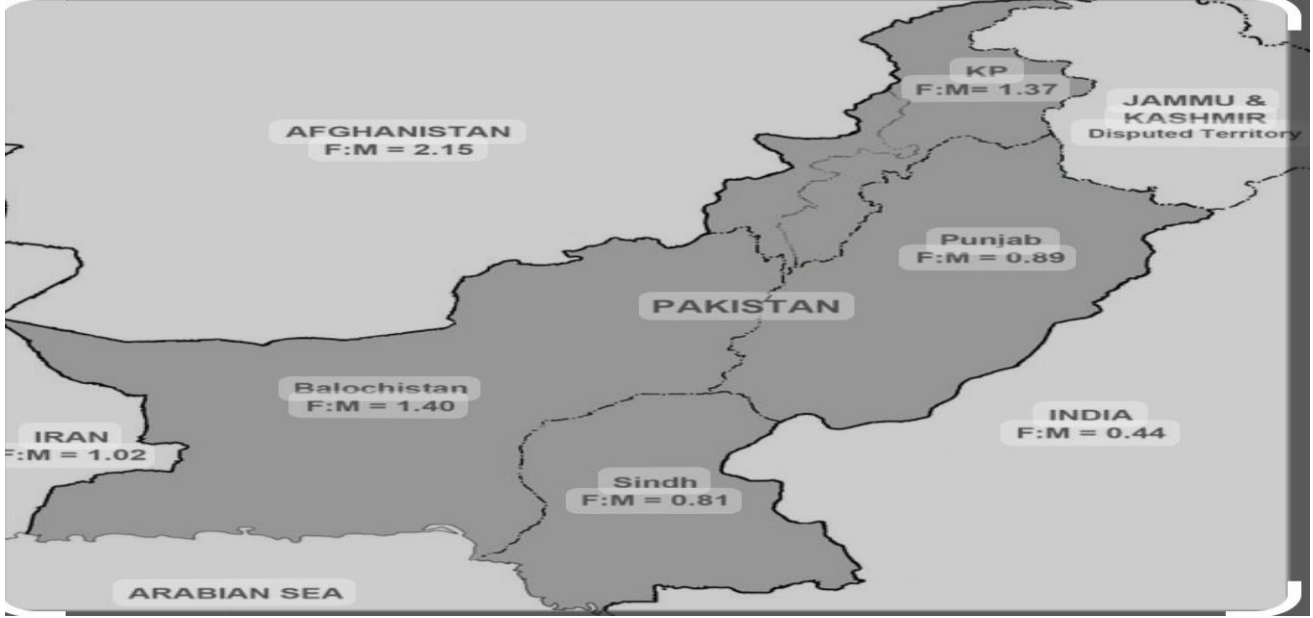 KP
F:M= 1.37
JAMMU &
KASHMIR
Disputed Territory
AFGHANISTAN
F:M = 2.15
Punjab
F:M = 0.89
PAKISTAN
Balochistan
F:M = 1.40
INDIA
F:M = 0.44
IRAN
F:M = 1.02
Sindh
F:M = 0.81
ARABIAN SEA